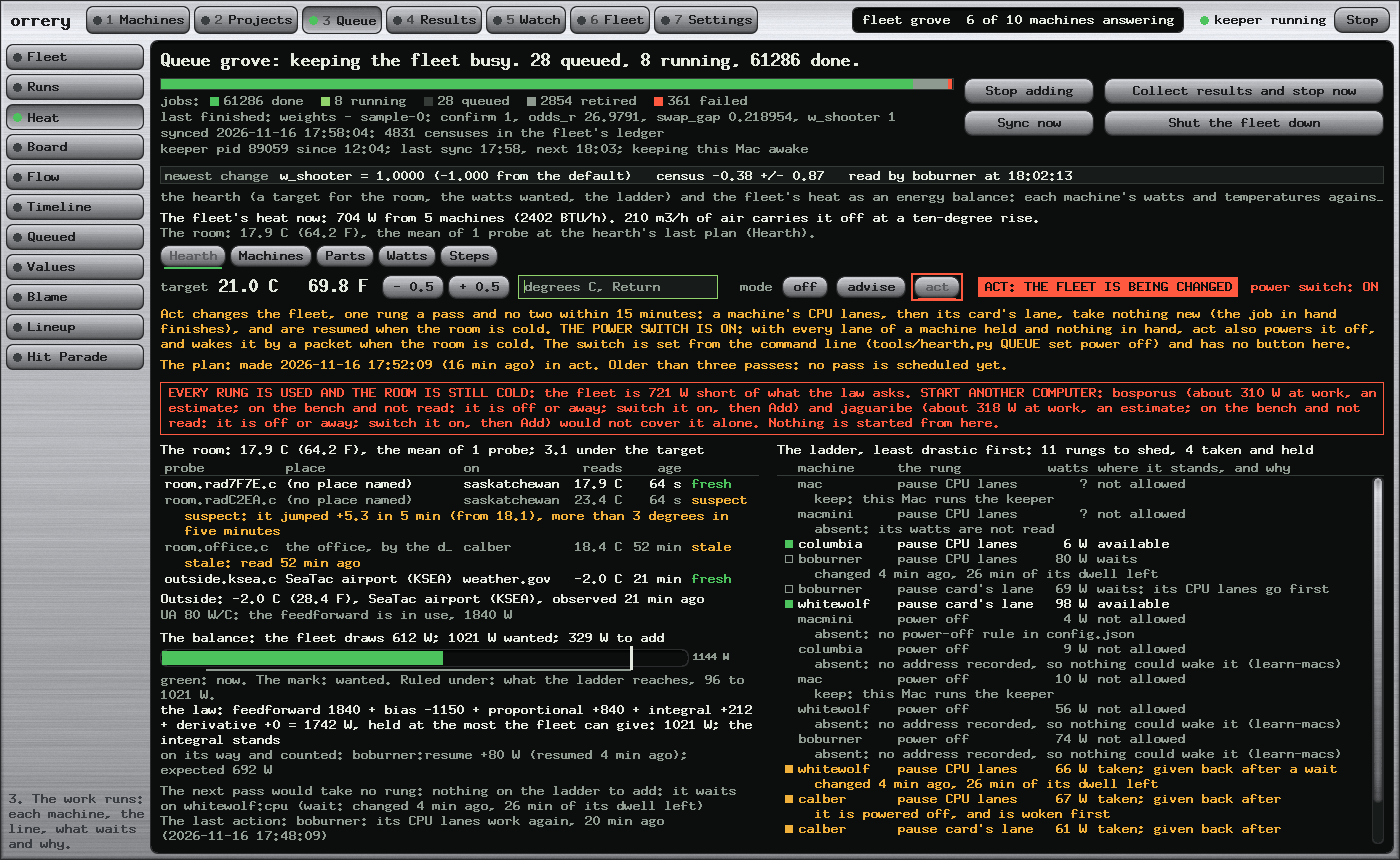 orrery
1 Machines
2 Projects
3 Queue
4 Results
5 Watch
6 Fleet
7 Settings
fleet grove  6 of 10 machines answering
keeper running
Stop
Fleet
Runs
Heat
Board
Flow
Timeline
Queued
Values
Blame
Lineup
Hit Parade
3. The work runs:
each machine, the
line, what waits
and why.
Queue grove: keeping the fleet busy. 28 queued, 8 running, 61286 done.
jobs: 61286 done 8 running 28 queued 2854 retired 361 failed
last finished: weights - sample-0: confirm 1, odds_r 26.9791, swap_gap 0.218954, w_shooter 1
synced 2026-11-16 17:58:04: 4831 censuses in the fleet's ledger
keeper pid 89059 since 12:04; last sync 17:58, next 18:03; keeping this Mac awake
Stop adding
Collect results and stop now
Sync now
Shut the fleet down
newest change w_shooter = 1.0000 (-1.000 from the default) census -0.38 +/- 0.87 read by boburner at 18:02:13
the hearth (a target for the room, the watts wanted, the ladder) and the fleet's heat as an energy balance: each machine's watts and temperatures agains…
The fleet's heat now: 704 W from 5 machines (2402 BTU/h). 210 m3/h of air carries it off at a ten-degree rise.
The room: 17.9 C (64.2 F), the mean of 1 probe at the hearth's last plan (Hearth).
Hearth
Machines
Parts
Watts
Steps
target 21.0 C 69.8 F - 0.5 + 0.5 degrees C, Return mode off advise act ACT: THE FLEET IS BEING CHANGED power switch: ON
Act changes the fleet, one rung a pass and no two within 15 minutes: a machine's CPU lanes, then its card's lane, take nothing new (the job in hand
finishes), and are resumed when the room is cold. THE POWER SWITCH IS ON: with every lane of a machine held and nothing in hand, act also powers it off,
and wakes it by a packet when the room is cold. The switch is set from the command line (tools/hearth.py QUEUE set power off) and has no button here.
The plan: made 2026-11-16 17:52:09 (16 min ago) in act. Older than three passes: no pass is scheduled yet.
EVERY RUNG IS USED AND THE ROOM IS STILL COLD: the fleet is 721 W short of what the law asks. START ANOTHER COMPUTER: bosporus (about 310 W at work, an
estimate; on the bench and not read: it is off or away; switch it on, then Add) and jaguaribe (about 318 W at work, an estimate; on the bench and not
read: it is off or away; switch it on, then Add) would not cover it alone. Nothing is started from here.
The room: 17.9 C (64.2 F), the mean of 1 probe; 3.1 under the target
probe place on reads age
room.rad7F7E.c (no place named) saskatchewan 17.9 C 64 s fresh
room.radC2EA.c (no place named) saskatchewan 23.4 C 64 s suspect
suspect: it jumped +5.3 in 5 min (from 18.1), more than 3 degrees in
five minutes
room.office.c the office, by the d… calber 18.4 C 52 min stale
stale: read 52 min ago
outside.ksea.c SeaTac airport (KSEA) weather.gov -2.0 C 21 min fresh
Outside: -2.0 C (28.4 F), SeaTac airport (KSEA), observed 21 min ago
UA 80 W/C: the feedforward is in use, 1840 W
The balance: the fleet draws 612 W; 1021 W wanted; 329 W to add
1144 W
green: now. The mark: wanted. Ruled under: what the ladder reaches, 96 to
1021 W.
the law: feedforward 1840 + bias -1150 + proportional +840 + integral +212
+ derivative +0 = 1742 W, held at the most the fleet can give: 1021 W; the
integral stands
on its way and counted: boburner:resume +80 W (resumed 4 min ago);
expected 692 W
The next pass would take no rung: nothing on the ladder to add: it waits
on whitewolf:cpu (wait: changed 4 min ago, 26 min of its dwell left)
The last action: boburner: its CPU lanes work again, 20 min ago
(2026-11-16 17:48:09)
The ladder, least drastic first: 11 rungs to shed, 4 taken and held
machine the rung watts where it stands, and why
mac pause CPU lanes ? not allowed
keep: this Mac runs the keeper
macmini pause CPU lanes ? not allowed
absent: its watts are not read
columbia pause CPU lanes 6 W available
boburner pause CPU lanes 80 W waits
changed 4 min ago, 26 min of its dwell left
boburner pause card's lane 69 W waits: its CPU lanes go first
whitewolf pause card's lane 98 W available
macmini power off 4 W not allowed
absent: no power-off rule in config.json
columbia power off 9 W not allowed
absent: no address recorded, so nothing could wake it (learn-macs)
mac power off 10 W not allowed
keep: this Mac runs the keeper
whitewolf power off 56 W not allowed
absent: no address recorded, so nothing could wake it (learn-macs)
boburner power off 74 W not allowed
absent: no address recorded, so nothing could wake it (learn-macs)
whitewolf pause CPU lanes 66 W taken; given back after a wait
changed 4 min ago, 26 min of its dwell left
calber pause CPU lanes 67 W taken; given back after
it is powered off, and is woken first
calber pause card's lane 61 W taken; given back after